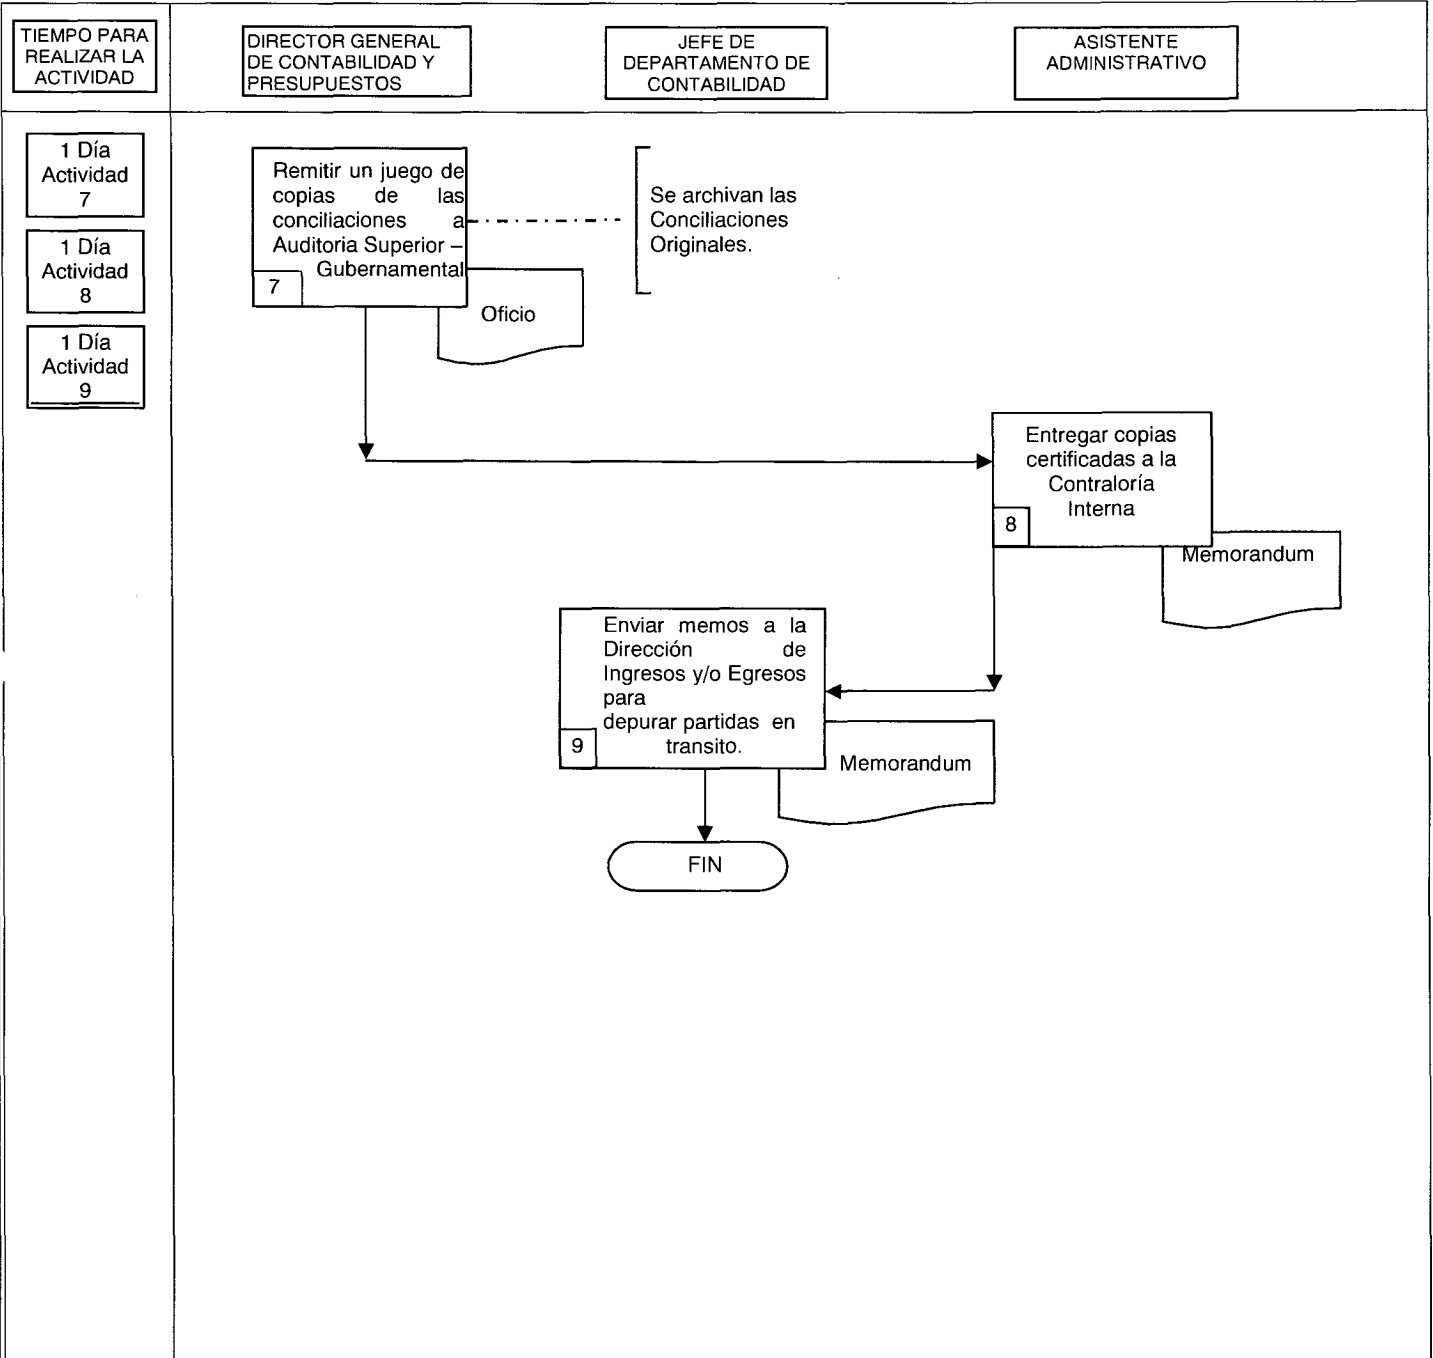 TIEMPO PARA
REALIZAR LA
ACTIVIDAD
DIRECTOR GENERAL
DE CONTABILIDAD Y
PRESUPUESTOS
JEFE DE
DEPARTAMENTO DE
CONTABILIDAD
ASISTENTE
ADMINISTRATIVO
1 Día
Actividad
7
1 Día
Actividad
8
1 Día
Actividad
9
Remitir un juego de
copias de las
conciliaciones a
Auditoria Superior –
Gubernamental
7
Oficio
Se archivan las
Conciliaciones
Originales.
Entregar copias
certificadas a la
Contraloría
Interna
8
Memorandum
Enviar memos a la
Dirección de
Ingresos y/o Egresos
para
depurar partidas en
transito.
9
Memorandum
FIN